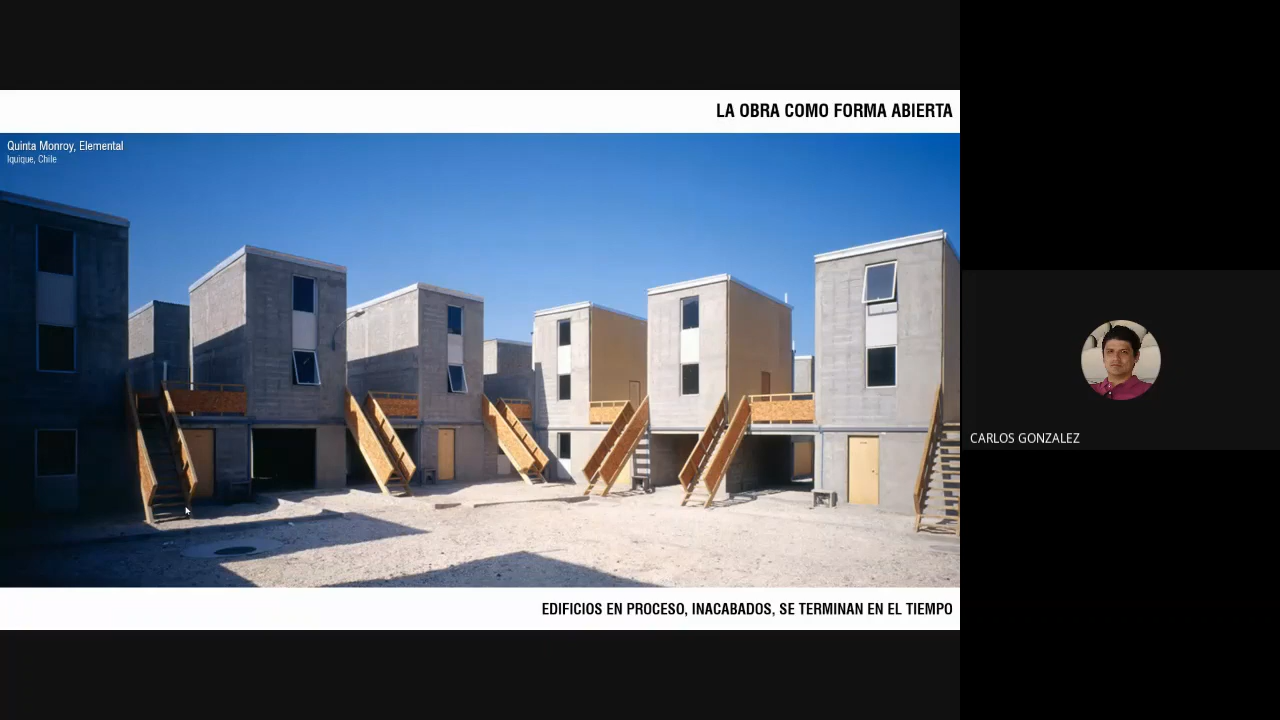 LA OBRA COMO FORMA ABIERTA
Quinta Monroy, Elemental
Iquique, Chile
CARLOS GONZALEZ
EDIFICIOS EN PROCESO, INACABADOS, SE TERMINAN EN EL TIEMPO